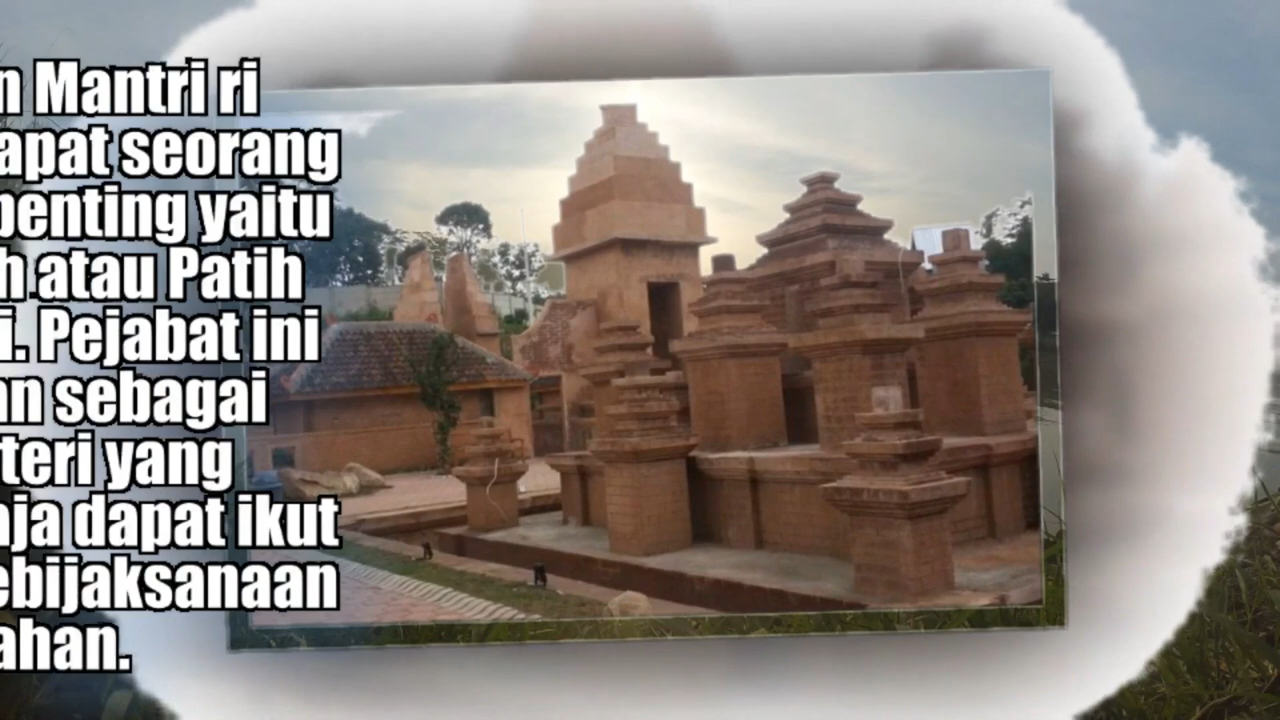 n Mantri ri
apat seorang
penting yaitu
h atau Patih
i. Pejabat ini
an sebagai
teri yang
aja dapat ikut
ebijaksanaan
ahan.